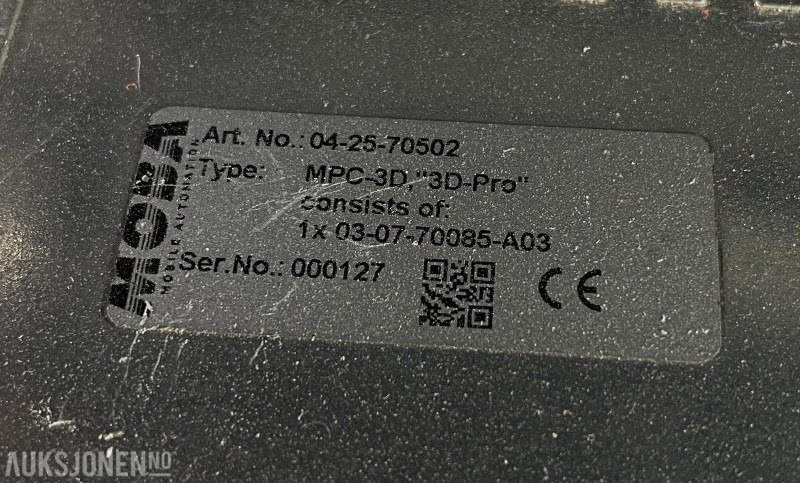 MOBA
MOBILE AUTOMATION
Art. No.: 04-25-70502
Type: MPC-3D,"3D-Pro"
consists of:
1x 03-07-70085-A03
Ser.No.: 000127
CE
AUKSJONEN.NO